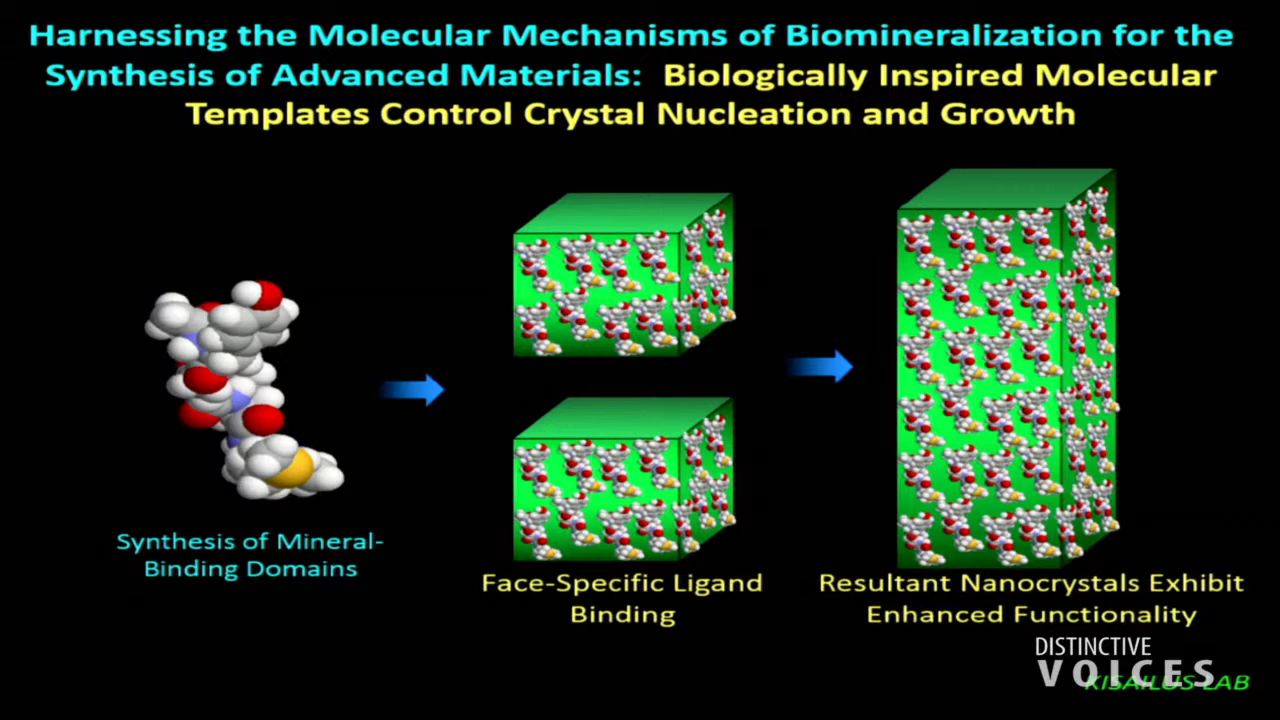 Harnessing the Molecular Mechanisms of Biomineralization for the
Synthesis of Advanced Materials: Biologically Inspired Molecular
Templates Control Crystal Nucleation and Growth
Synthesis of Mineral-
Binding Domains
Face-Specific Ligand
Binding
Resultant Nanocrystals Exhibit
Enhanced Functionality
DISTINCTIVE
VOICES
KISAILUS LAB